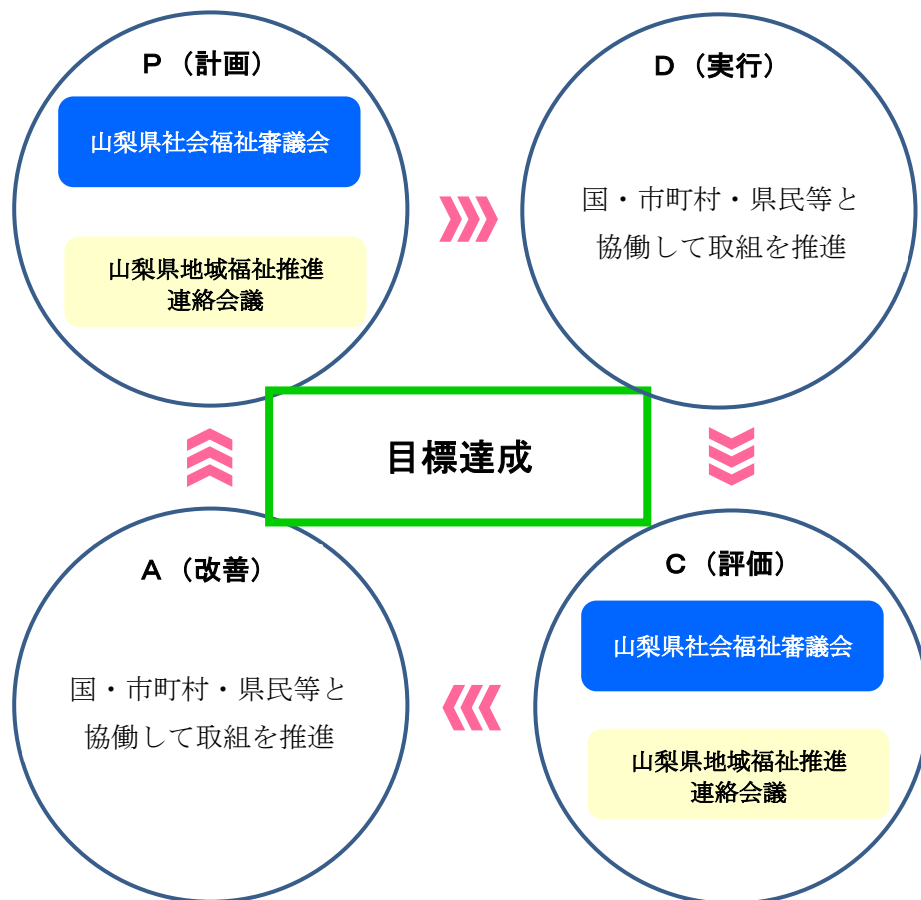 P（計画）
山梨県社会福祉審議会
山梨県地域福祉推進
連絡会議
D（実行）
国・市町村・県民等と
協働して取組を推進
目標達成
A（改善）
国・市町村・県民等と
協働して取組を推進
C（評価）
山梨県社会福祉審議会
山梨県地域福祉推進
連絡会議